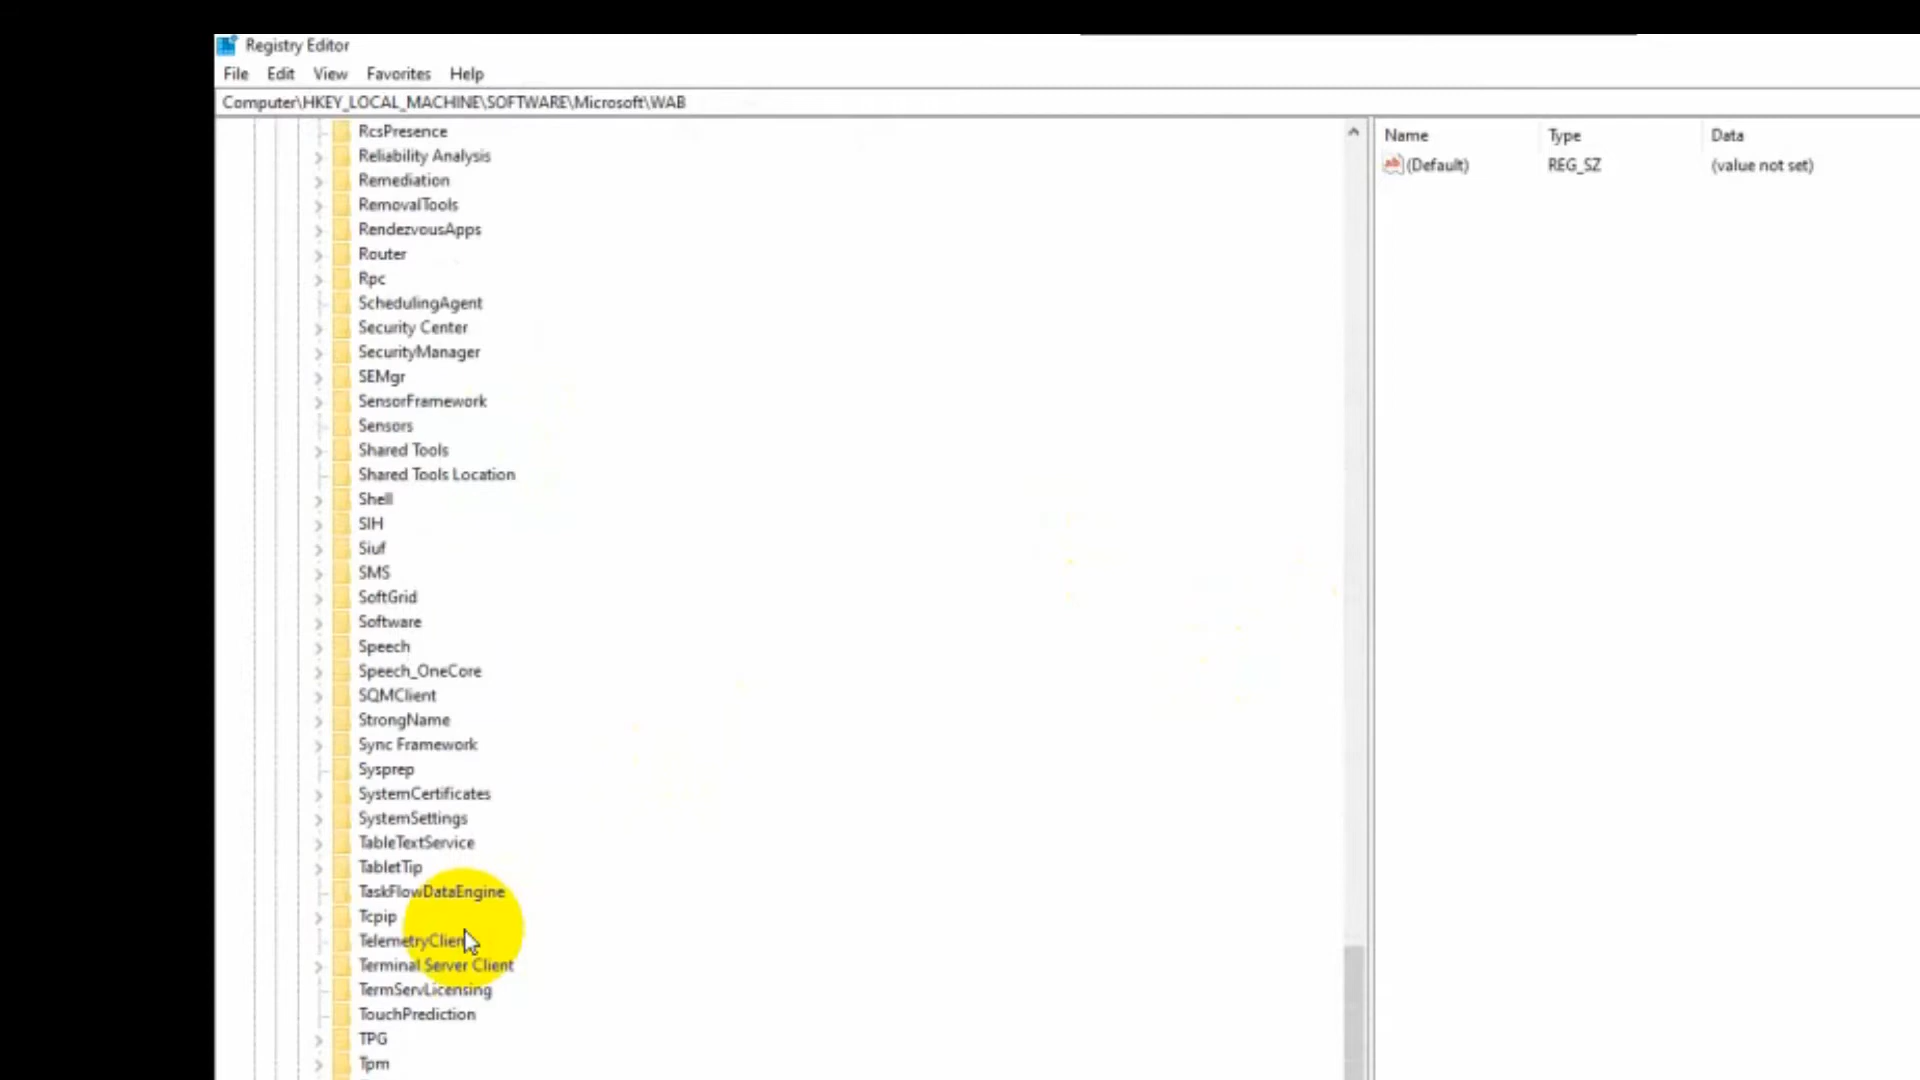 Registry Editor
File Edit View Favorites Help
Computer\HKEY_LOCAL_MACHINE\SOFTWARE\Microsoft\WAB
RcsPresence
Reliability Analysis
Remediation
RemovalTools
RendezvousApps
Router
Rpc
SchedulingAgent
Security Center
SecurityManager
SEMgr
SensorFramework
Sensors
Shared Tools
Shared Tools Location
Shell
SIH
Siuf
SMS
SoftGrid
Software
Speech
Speech_OneCore
SQMClient
StrongName
Sync Framework
Sysprep
SystemCertificates
SystemSettings
TableTextService
TabletTip
TaskFlowDataEngine
Tcpip
TelemetryClient
Terminal Server Client
TermServLicensing
TouchPrediction
TPG
Tpm
Name Type Data
(Default) REG_SZ (value not set)